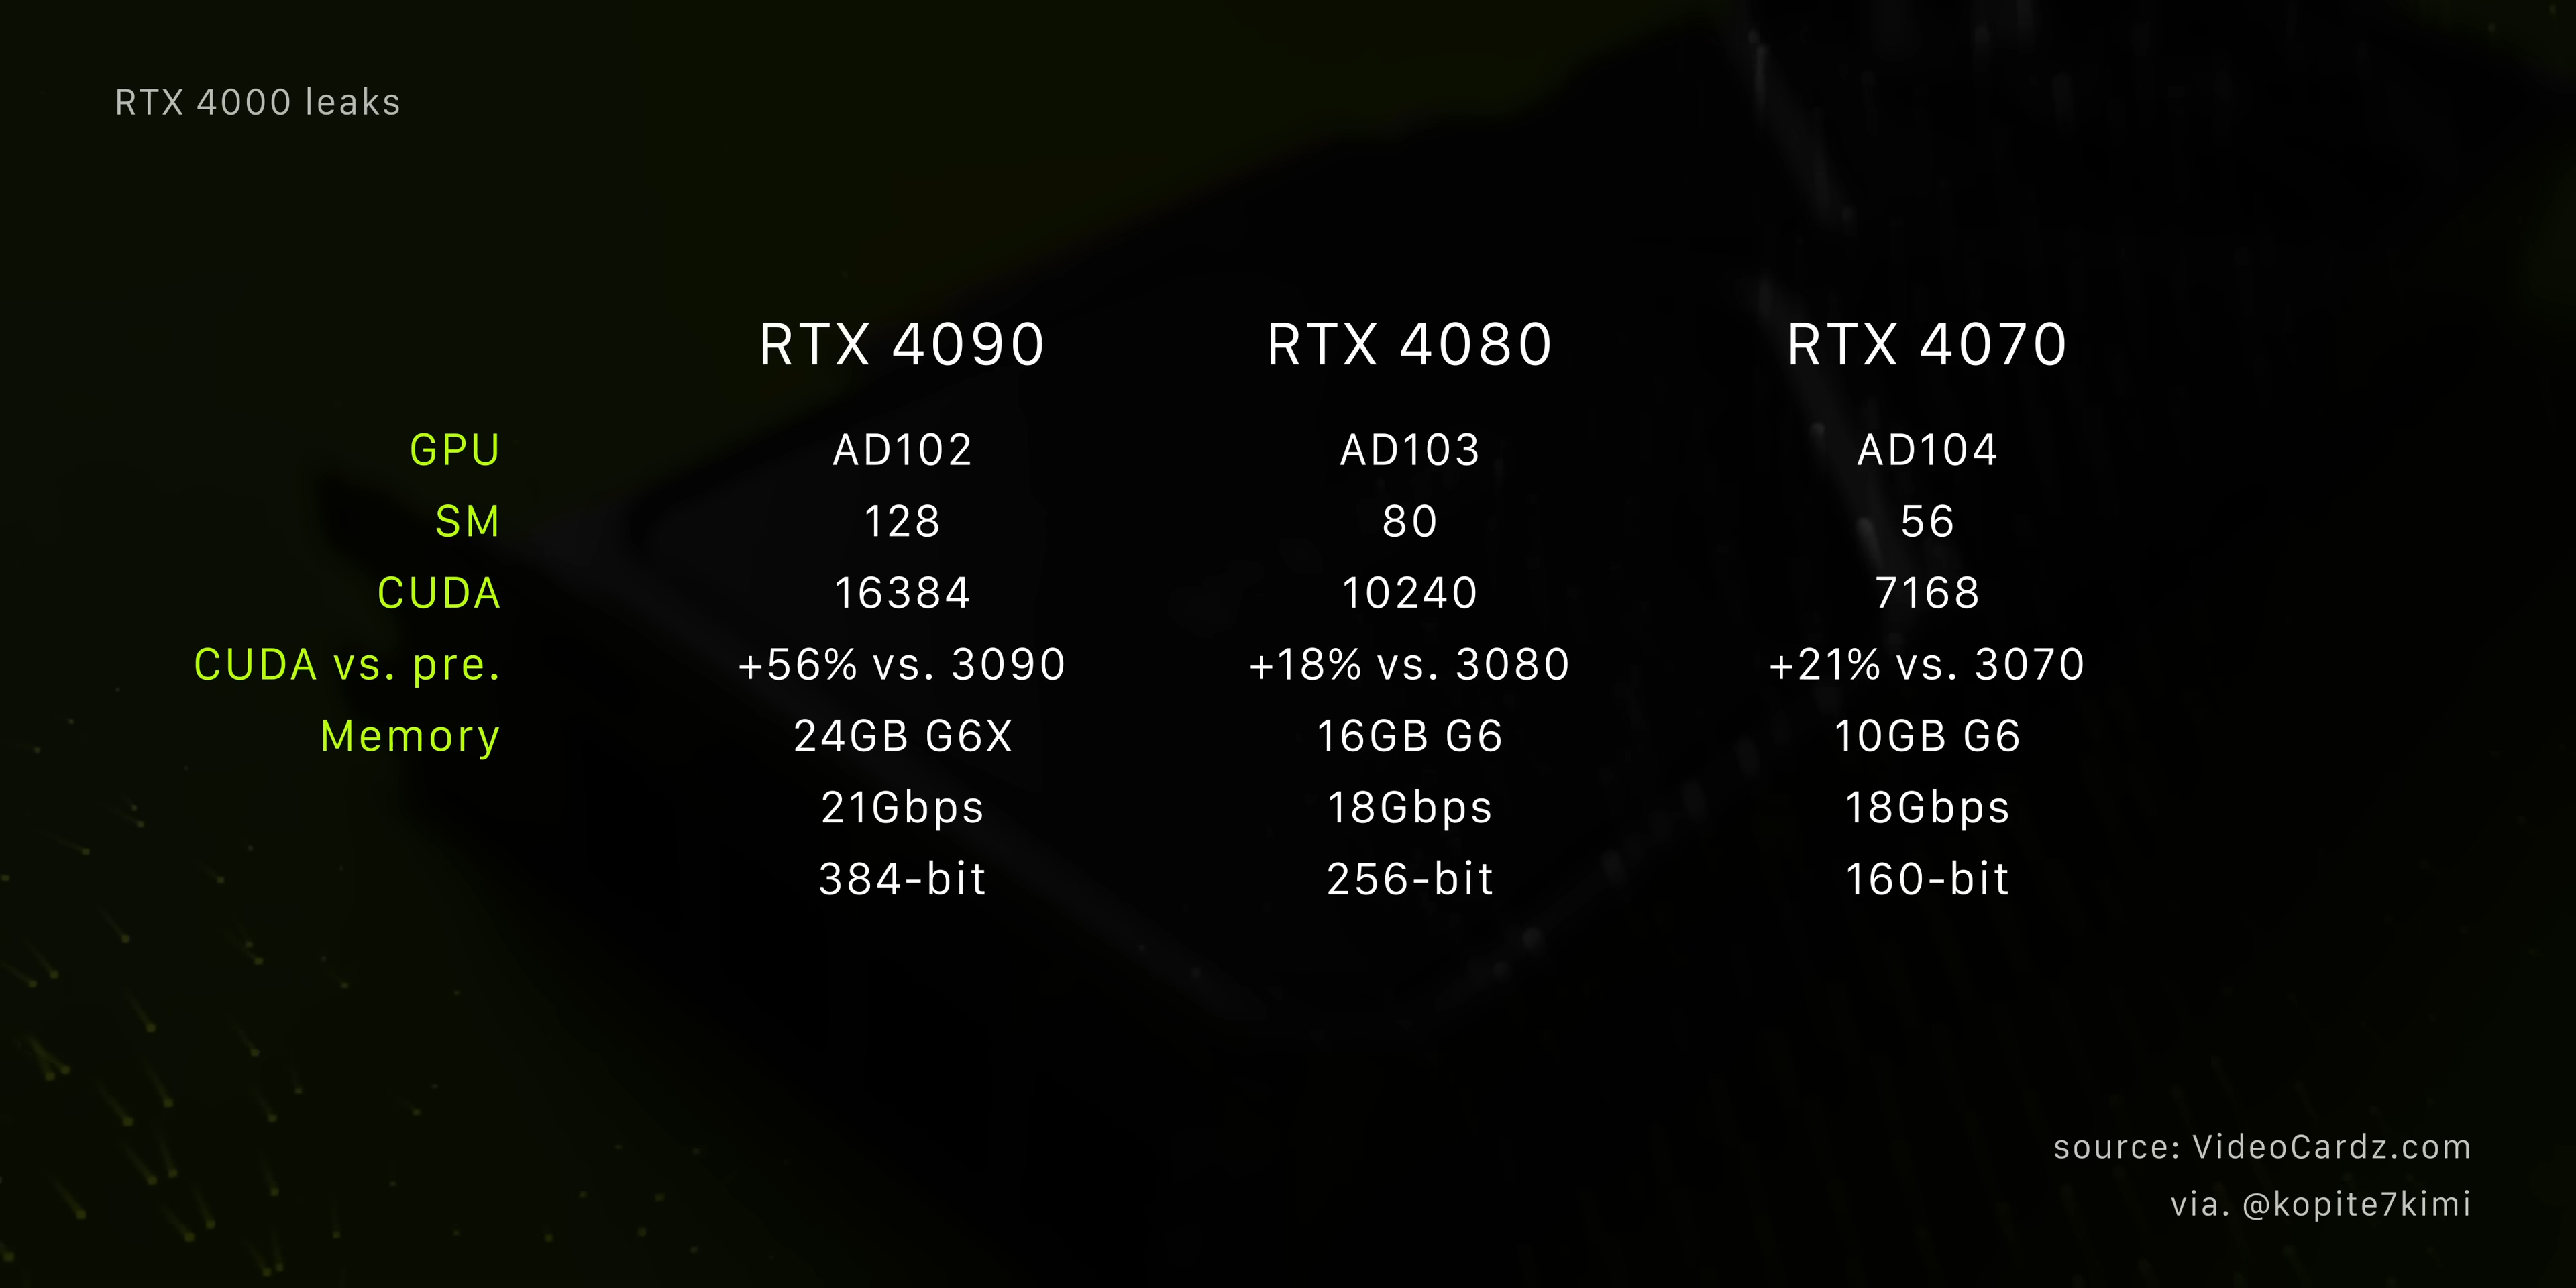 RTX 4000 leaks
RTX 4090 RTX 4080 RTX 4070
GPU AD102 AD103 AD104
SM 128 80 56
CUDA 16384 10240 7168
CUDA vs. pre. +56% vs. 3090 +18% vs. 3080 +21% vs. 3070
Memory 24GB G6X 16GB G6 10GB G6
21Gbps 18Gbps 18Gbps
384-bit 256-bit 160-bit
source: VideoCardz.com
via. @kopite7kimi